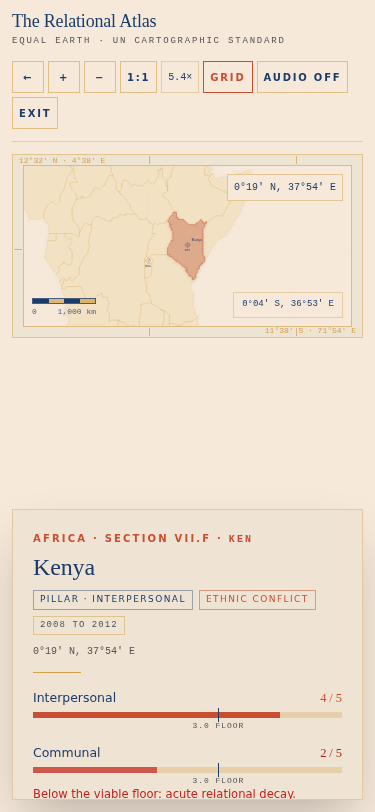 The Relational Atlas
EQUAL EARTH · UN CARTOGRAPHIC STANDARD
← + − 1:1 5.4× GRID AUDIO OFF
EXIT
12°32' N · 4°38' E
0°19' N, 37°54' E
Kenya
0°04' S, 36°53' E
0 1,000 km
11°38' S · 71°54' E
AFRICA · SECTION VII.F · KEN
Kenya
PILLAR · INTERPERSONAL ETHNIC CONFLICT
2008 TO 2012
0°19' N, 37°54' E
Interpersonal 4 / 5
3.0 FLOOR
Communal 2 / 5
3.0 FLOOR
Below the viable floor: acute relational decay.